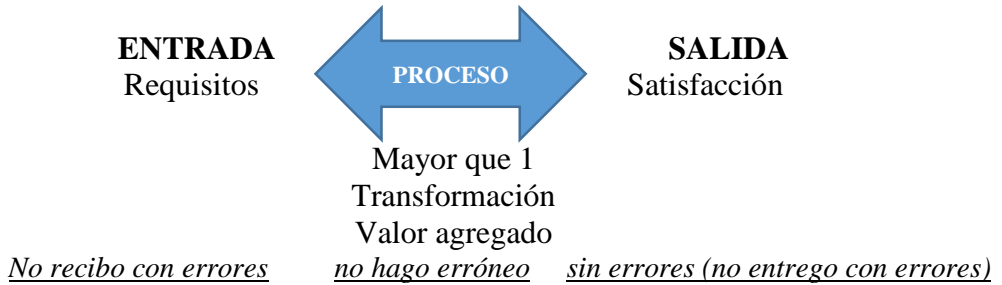 ENTRADA PROCESO SALIDA
Requisitos Satisfacción
Mayor que 1
Transformación
Valor agregado
No recibo con errores no hago erróneo sin errores (no entrego con errores)